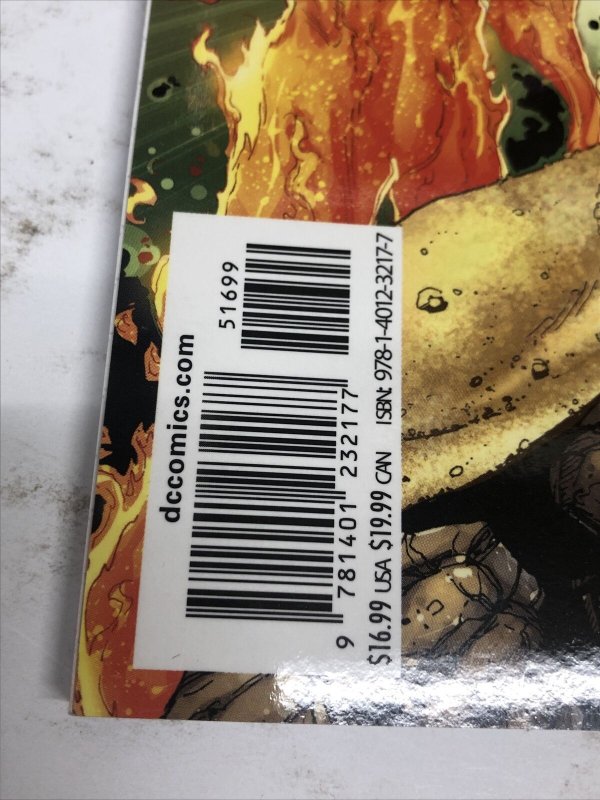 dccomics.com
51699
9 781401 232177
$16.99 USA $19.99 CAN ISBN: 978-1-4012-3217-7